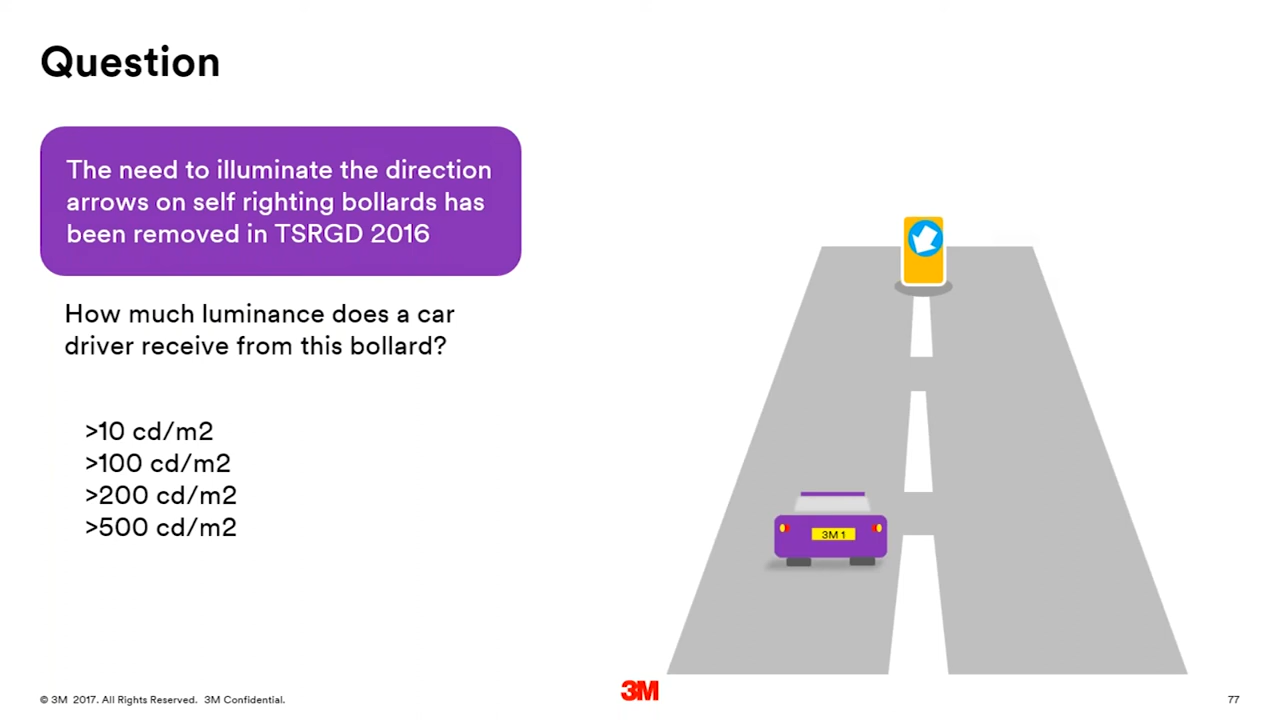 Question
The need to illuminate the direction
arrows on self righting bollards has
been removed in TSRGD 2016
How much luminance does a car
driver receive from this bollard?
>10 cd/m2
>100 cd/m2
>200 cd/m2
>500 cd/m2
3M 1
© 3M 2017. All Rights Reserved. 3M Confidential.
3M
77